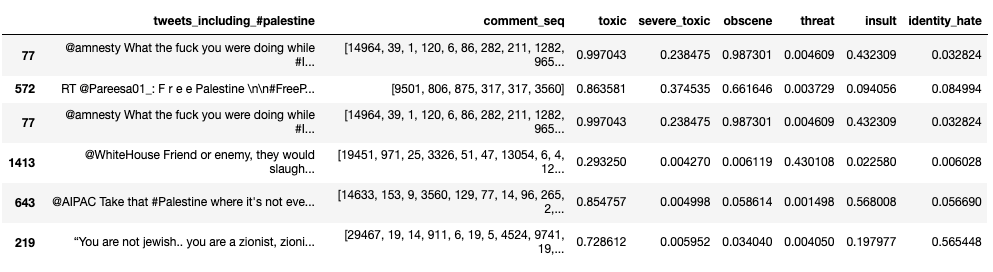 tweets_including_#palestine comment_seq toxic severe_toxic obscene threat insult identity_hate
77 @amnesty What the fuck you were doing while #I... [14964, 39, 1, 120, 6, 86, 282, 211, 1282, 965... 0.997043 0.238475 0.987301 0.004609 0.432309 0.032824
572 RT @Pareesa01_: F r e e Palestine \n\n#FreeP... [9501, 806, 875, 317, 317, 3560] 0.863581 0.374535 0.661646 0.003729 0.094056 0.084994
77 @amnesty What the fuck you were doing while #I... [14964, 39, 1, 120, 6, 86, 282, 211, 1282, 965... 0.997043 0.238475 0.987301 0.004609 0.432309 0.032824
1413 @WhiteHouse Friend or enemy, they would slaugh... [19451, 971, 25, 3326, 51, 47, 13054, 6, 4, 12... 0.293250 0.004270 0.006119 0.430108 0.022580 0.006028
643 @AIPAC Take that #Palestine where it's not eve... [14633, 153, 9, 3560, 129, 77, 14, 96, 265, 2,... 0.854757 0.004998 0.058614 0.001498 0.568008 0.056690
219 “You are not jewish.. you are a zionist, zioni... [29467, 19, 14, 911, 6, 19, 5, 4524, 9741, 19,... 0.728612 0.005952 0.034040 0.004050 0.197977 0.565448